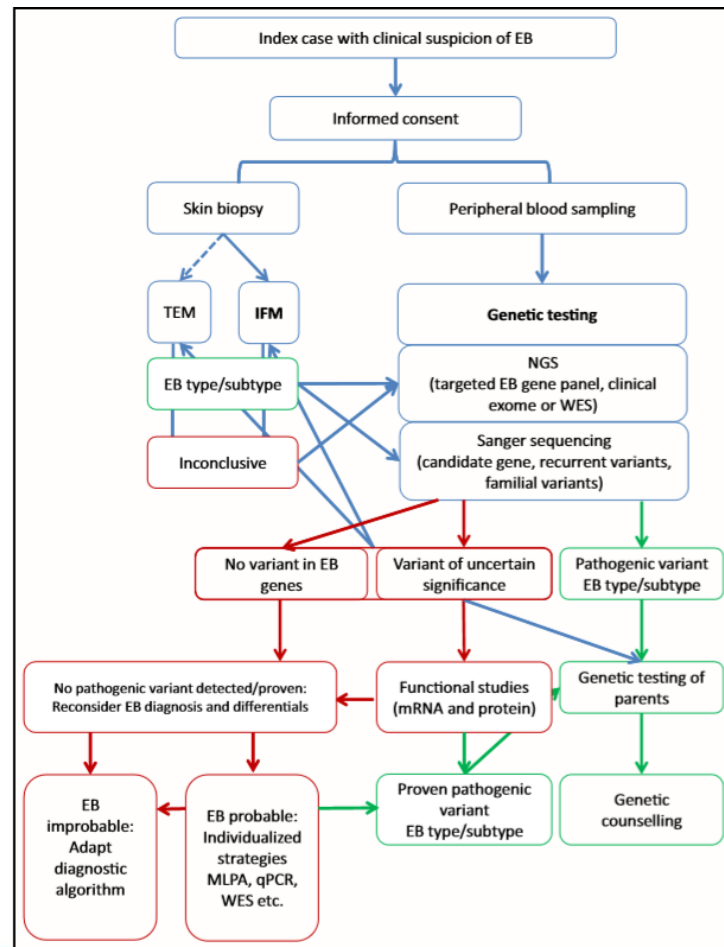 Index case with clinical suspicion of EB
Informed consent
Skin biopsy
Peripheral blood sampling
TEM
IFM
Genetic testing
EB type/subtype
NGS
(targeted EB gene panel, clinical
exome or WES)
Inconclusive
Sanger sequencing
(candidate gene, recurrent variants,
familial variants)
No variant in EB
genes
Variant of uncertain
significance
Pathogenic variant
EB type/subtype
No pathogenic variant detected/proven:
Reconsider EB diagnosis and differentials
Functional studies
(mRNA and protein)
Genetic testing of
parents
EB
improbable:
Adapt
diagnostic
algorithm
EB probable:
Individualized
strategies
MLPA, qPCR,
WES etc.
Proven pathogenic
variant
EB type/subtype
Genetic
counselling